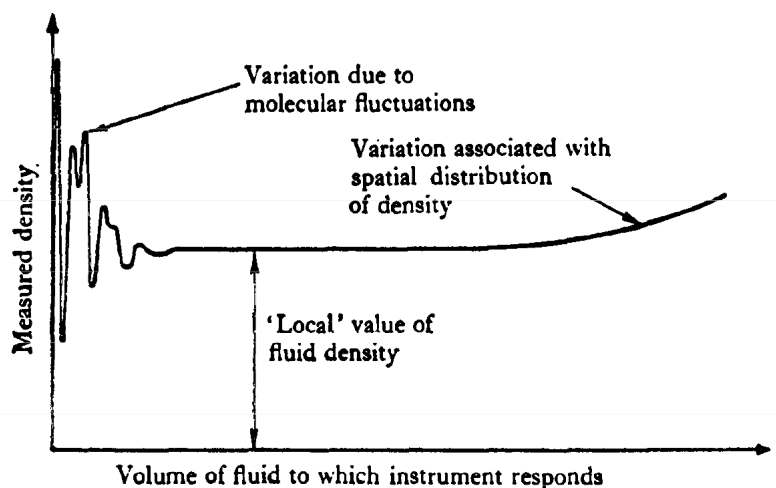 Variation due to
molecular fluctuations
Variation associated with
spatial distribution
of density
Measured density
'Local' value of
fluid density
Volume of fluid to which instrument responds